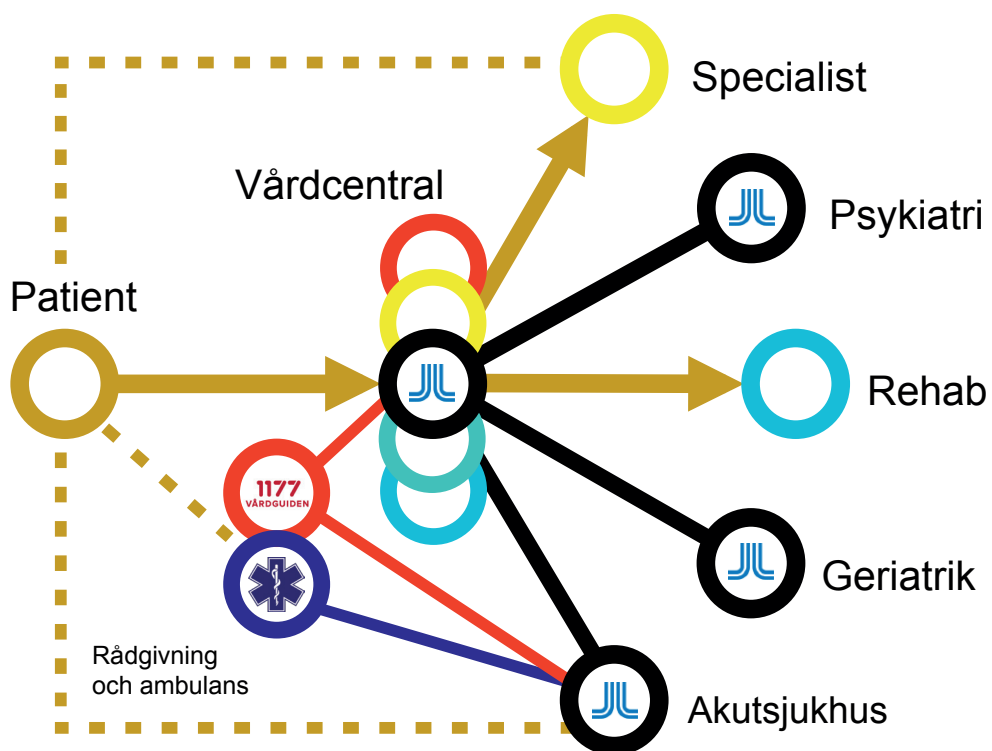 Specialist
Vårdcentral
Psykiatri
Patient
Rehab
1177
VÅRDGUIDEN
Geriatrik
Rådgivning
och ambulans
Akutsjukhus